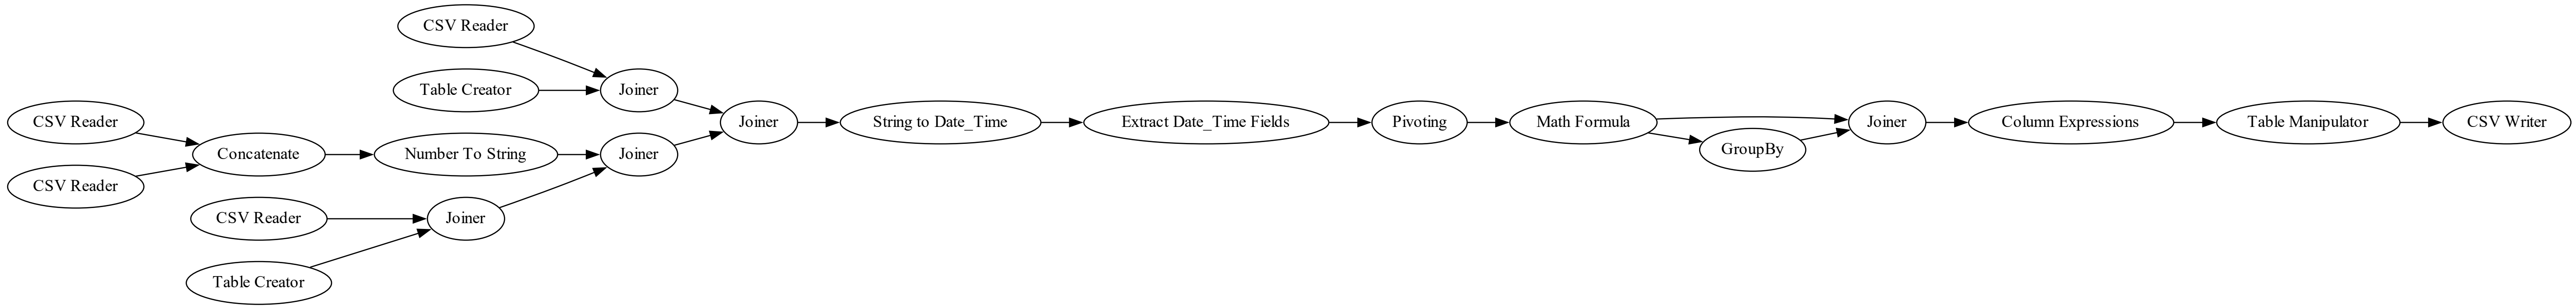 CSV Reader
Table Creator
Joiner
CSV Reader
CSV Reader
Concatenate
Number To String
Joiner
CSV Reader
Table Creator
Joiner
Joiner
String to Date_Time
Extract Date_Time Fields
Pivoting
Math Formula
GroupBy
Joiner
Column Expressions
Table Manipulator
CSV Writer